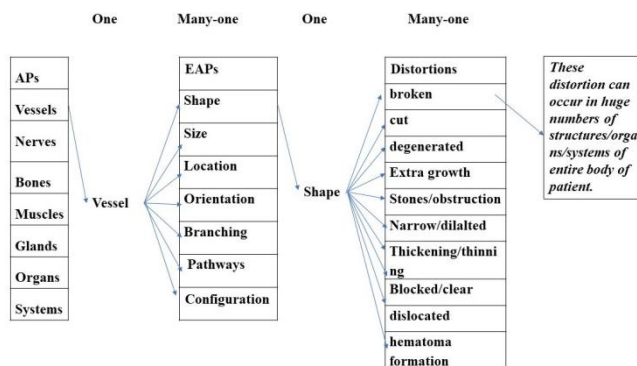 One Many-one One Many-one
APs
Vessels
Nerves
Bones
Muscles
Glands
Organs
Systems
Vessel
EAPs
Shape
Size
Location
Orientation
Branching
Pathways
Configuration
Shape
Distortions
broken
cut
degenerated
Extra growth
Stones/obstruction
Narrow/dilalted
Thickening/thinni
ng
Blocked/clear
dislocated
hematoma
formation
These
distortion can
occur in huge
numbers of
structures/orga
ns/systems of
entire body of
patient.